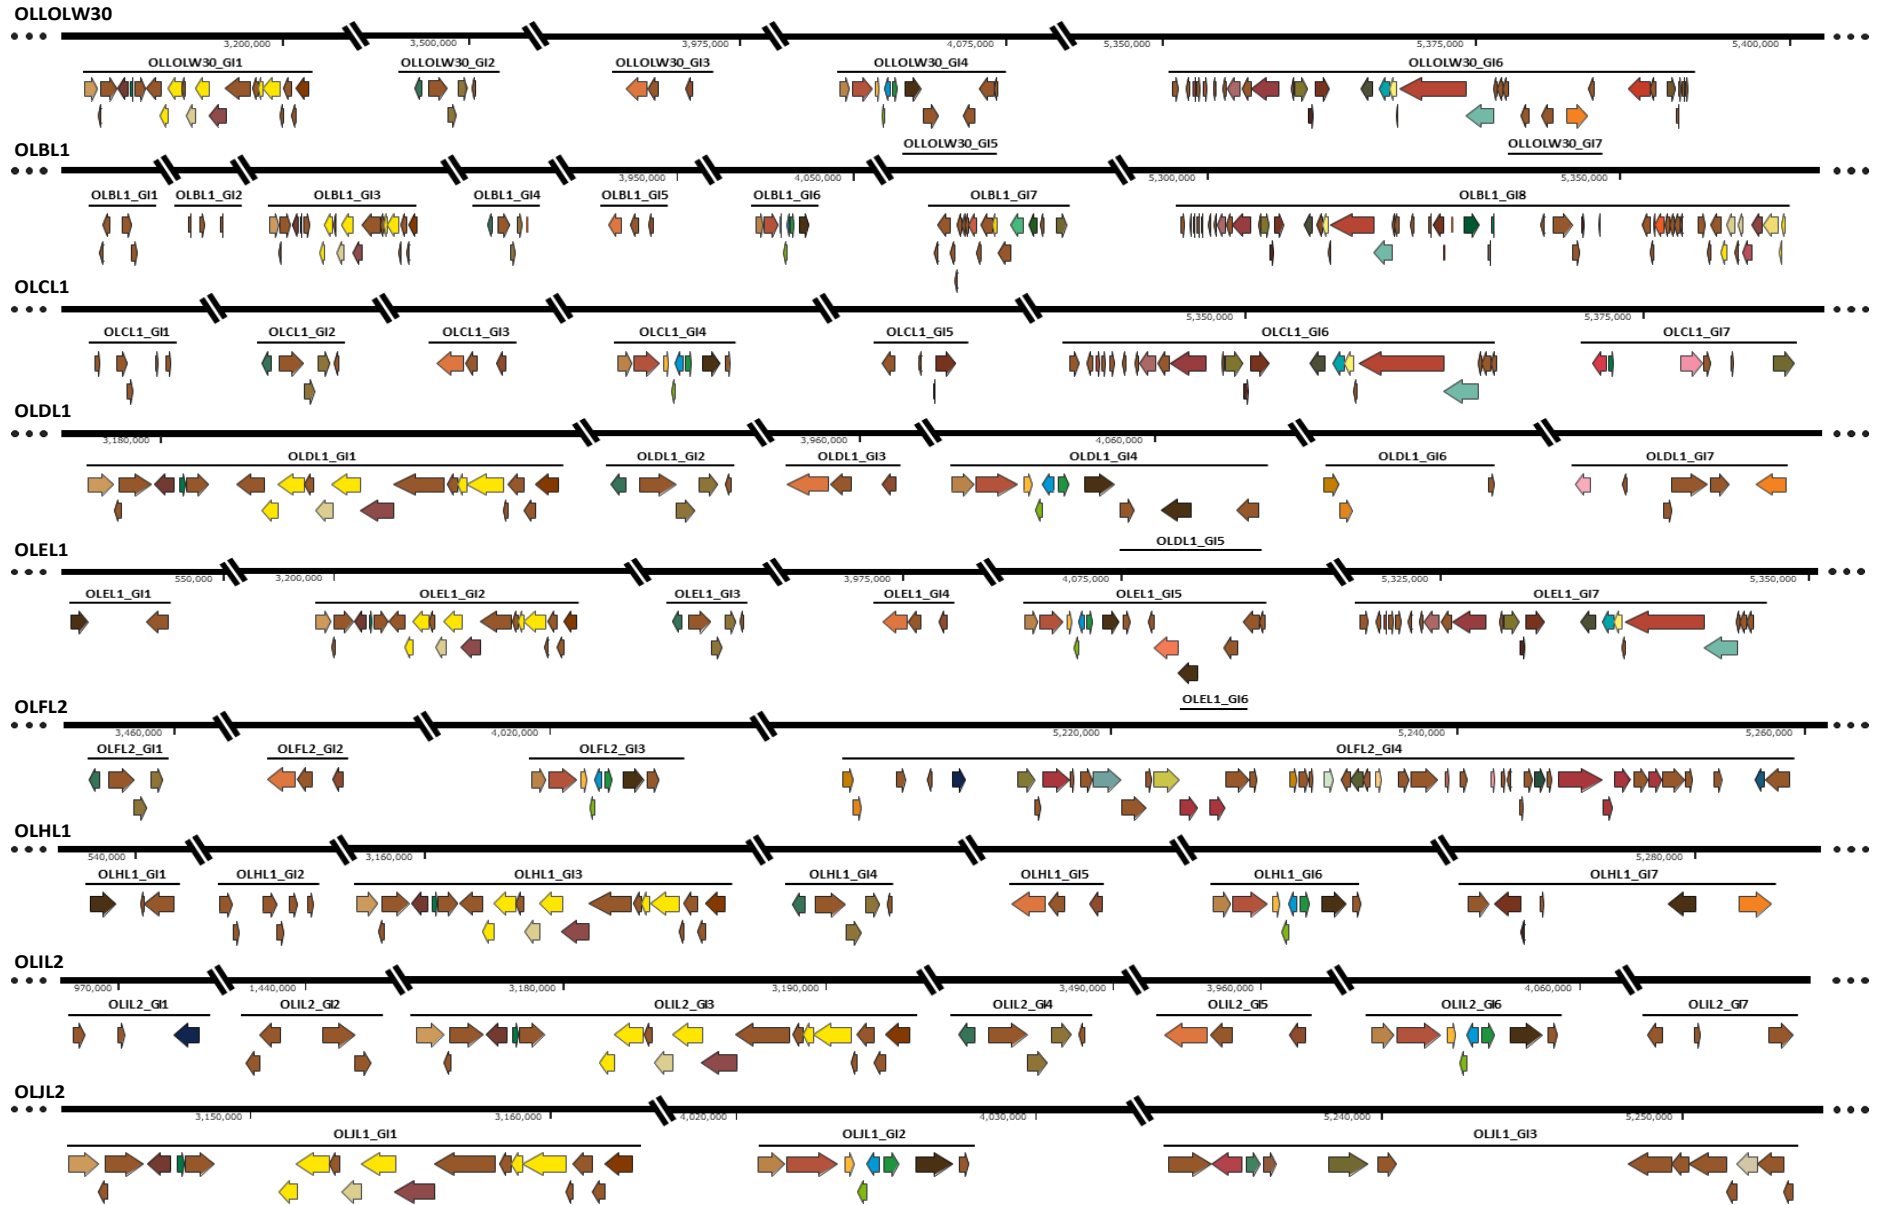 OLLOLW30
3,200,000 3,500,000 3,975,000 4,075,000 5,350,000 5,375,000 5,400,000
OLLOLW30_GI1 OLLOLW30_GI2 OLLOLW30_GI3 OLLOLW30_GI4 OLLOLW30_GI6
OLLOLW30_GI5 OLLOLW30_GI7
OLBL1
3,950,000 4,050,000 5,300,000 5,350,000
OLBL1_GI1 OLBL1_GI2 OLBL1_GI3 OLBL1_GI4 OLBL1_GI5 OLBL1_GI6 OLBL1_GI7 OLBL1_GI8
OLCL1
5,350,000 5,375,000
OLCL1_GI1 OLCL1_GI2 OLCL1_GI3 OLCL1_GI4 OLCL1_GI5 OLCL1_GI6 OLCL1_GI7
OLDL1
3,180,000 3,960,000 4,060,000
OLDL1_GI1 OLDL1_GI2 OLDL1_GI3 OLDL1_GI4 OLDL1_GI6 OLDL1_GI7
OLDL1_GI5
OLEL1
550,000 3,200,000 3,975,000 4,075,000 5,325,000 5,350,000
OLEL1_GI1 OLEL1_GI2 OLEL1_GI3 OLEL1_GI4 OLEL1_GI5 OLEL1_GI7
OLEL1_GI6
OLFL2
3,460,000 4,020,000 5,220,000 5,240,000 5,260,000
OLFL2_GI1 OLFL2_GI2 OLFL2_GI3 OLFL2_GI4
OLHL1
540,000 3,160,000 5,280,000
OLHL1_GI1 OLHL1_GI2 OLHL1_GI3 OLHL1_GI4 OLHL1_GI5 OLHL1_GI6 OLHL1_GI7
OLIL2
970,000 1,440,000 3,180,000 3,190,000 3,490,000 3,960,000 4,060,000
OLIL2_GI1 OLIL2_GI2 OLIL2_GI3 OLIL2_GI4 OLIL2_GI5 OLIL2_GI6 OLIL2_GI7
OLJL2
3,150,000 3,160,000 4,020,000 4,030,000 5,240,000 5,250,000
OLJL1_GI1 OLJL1_GI2 OLJL1_GI3